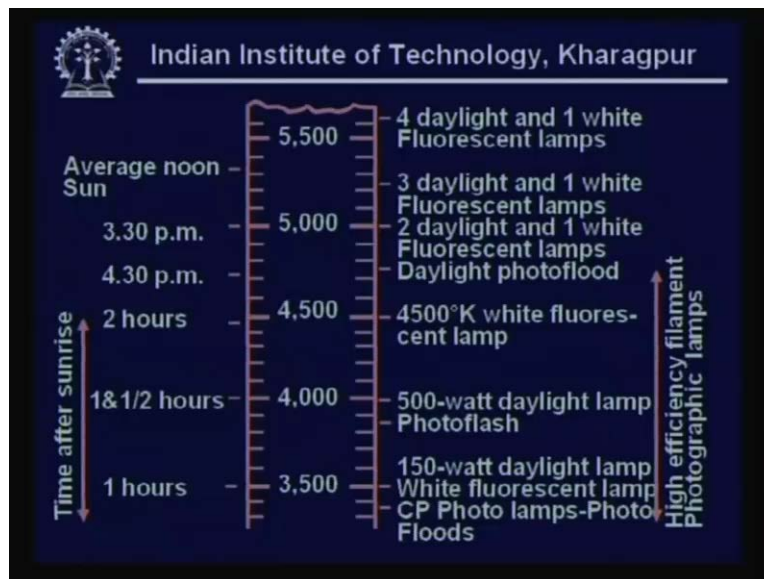 Indian Institute of Technology, Kharagpur
4 daylight and 1 white
Fluorescent lamps
5,500
Average noon
Sun
3 daylight and 1 white
Fluorescent lamps
3.30 p.m.
5,000
2 daylight and 1 white
Fluorescent lamps
4.30 p.m.
Daylight photoflood
2 hours
4,500
4500°K white fluores-
cent lamp
1&1/2 hours
4,000
500-watt daylight lamp
Photoflash
1 hours
3,500
150-watt daylight lamp
White fluorescent lamp
CP Photo lamps-Photo
Floods
Time after sunrise
High efficiency filament
Photographic lamps